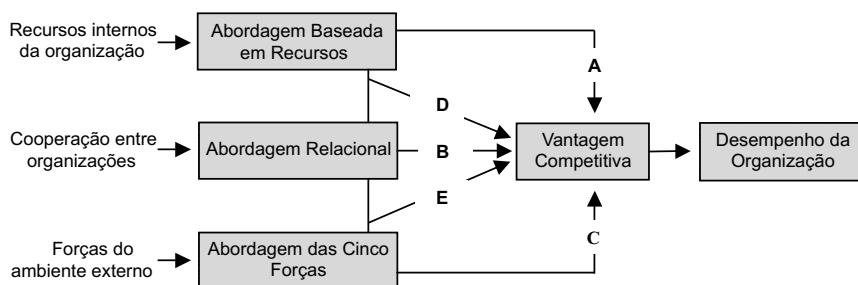 Recursos internos
da organização
Abordagem Baseada
em Recursos
A
D
Cooperação entre
organizações
Abordagem Relacional
B
Vantagem
Competitiva
Desempenho da
Organização
E
Forças do
ambiente externo
Abordagem das Cinco
Forças
C